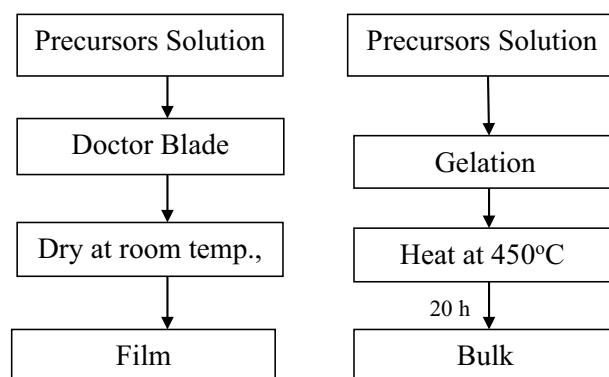 Precursors Solution
Doctor Blade
Dry at room temp.,
Film
Precursors Solution
Gelation
Heat at 450°C
20 h
Bulk